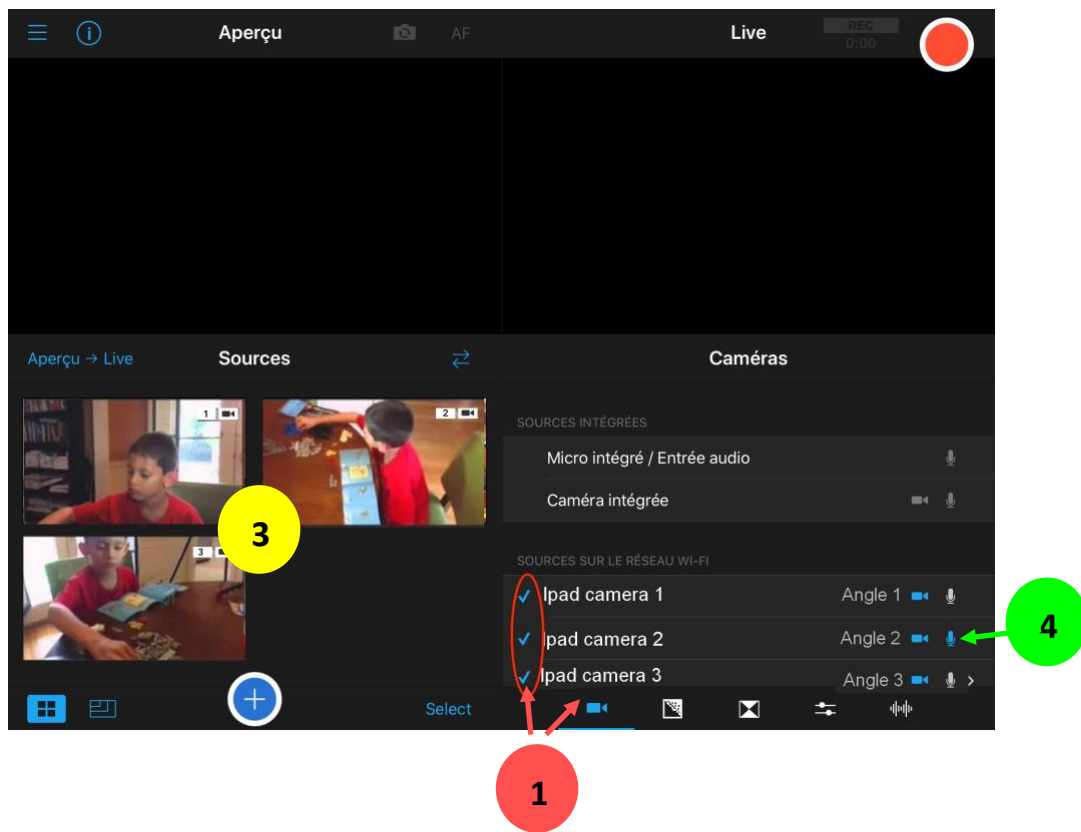 Aperçu
AF
Live
REC
0:00
Aperçu → Live
Sources
Caméras
1
2
3
3
SOURCES INTÉGRÉES
Micro intégré / Entrée audio
Caméra intégrée
SOURCES SUR LE RÉSEAU WI-FI
Ipad camera 1 Angle 1
Ipad camera 2 Angle 2
Ipad camera 3 Angle 3
4
Select
1